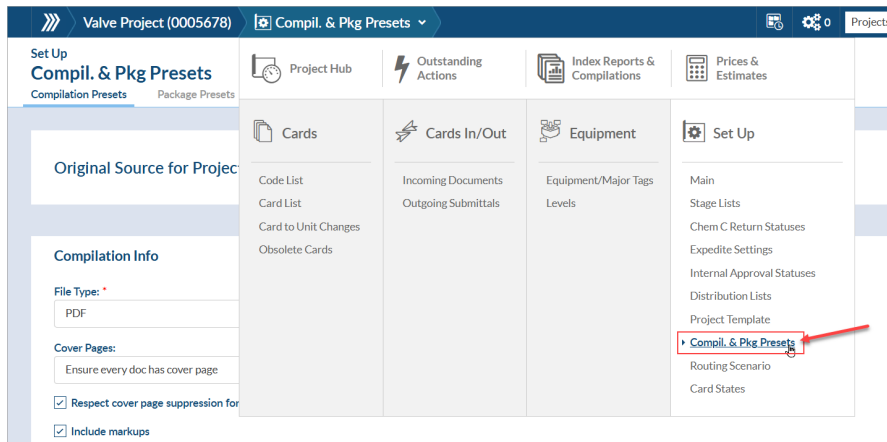 Valve Project (0005678)
Compil. & Pkg Presets
0
Projects
Set Up
Compil. & Pkg Presets
Compilation Presets
Package Presets
Project Hub
Outstanding
Actions
Index Reports &
Compilations
Prices &
Estimates
Cards
Code List
Card List
Card to Unit Changes
Obsolete Cards
Cards In/Out
Incoming Documents
Outgoing Submittals
Equipment
Equipment/Major Tags
Levels
Set Up
Main
Stage Lists
Chem C Return Statuses
Expedite Settings
Internal Approval Statuses
Distribution Lists
Project Template
Compil. & Pkg Presets
Routing Scenario
Card States
Original Source for Projec
Compilation Info
File Type: *
PDF
Cover Pages:
Ensure every doc has cover page
Respect cover page suppression for
Include markups